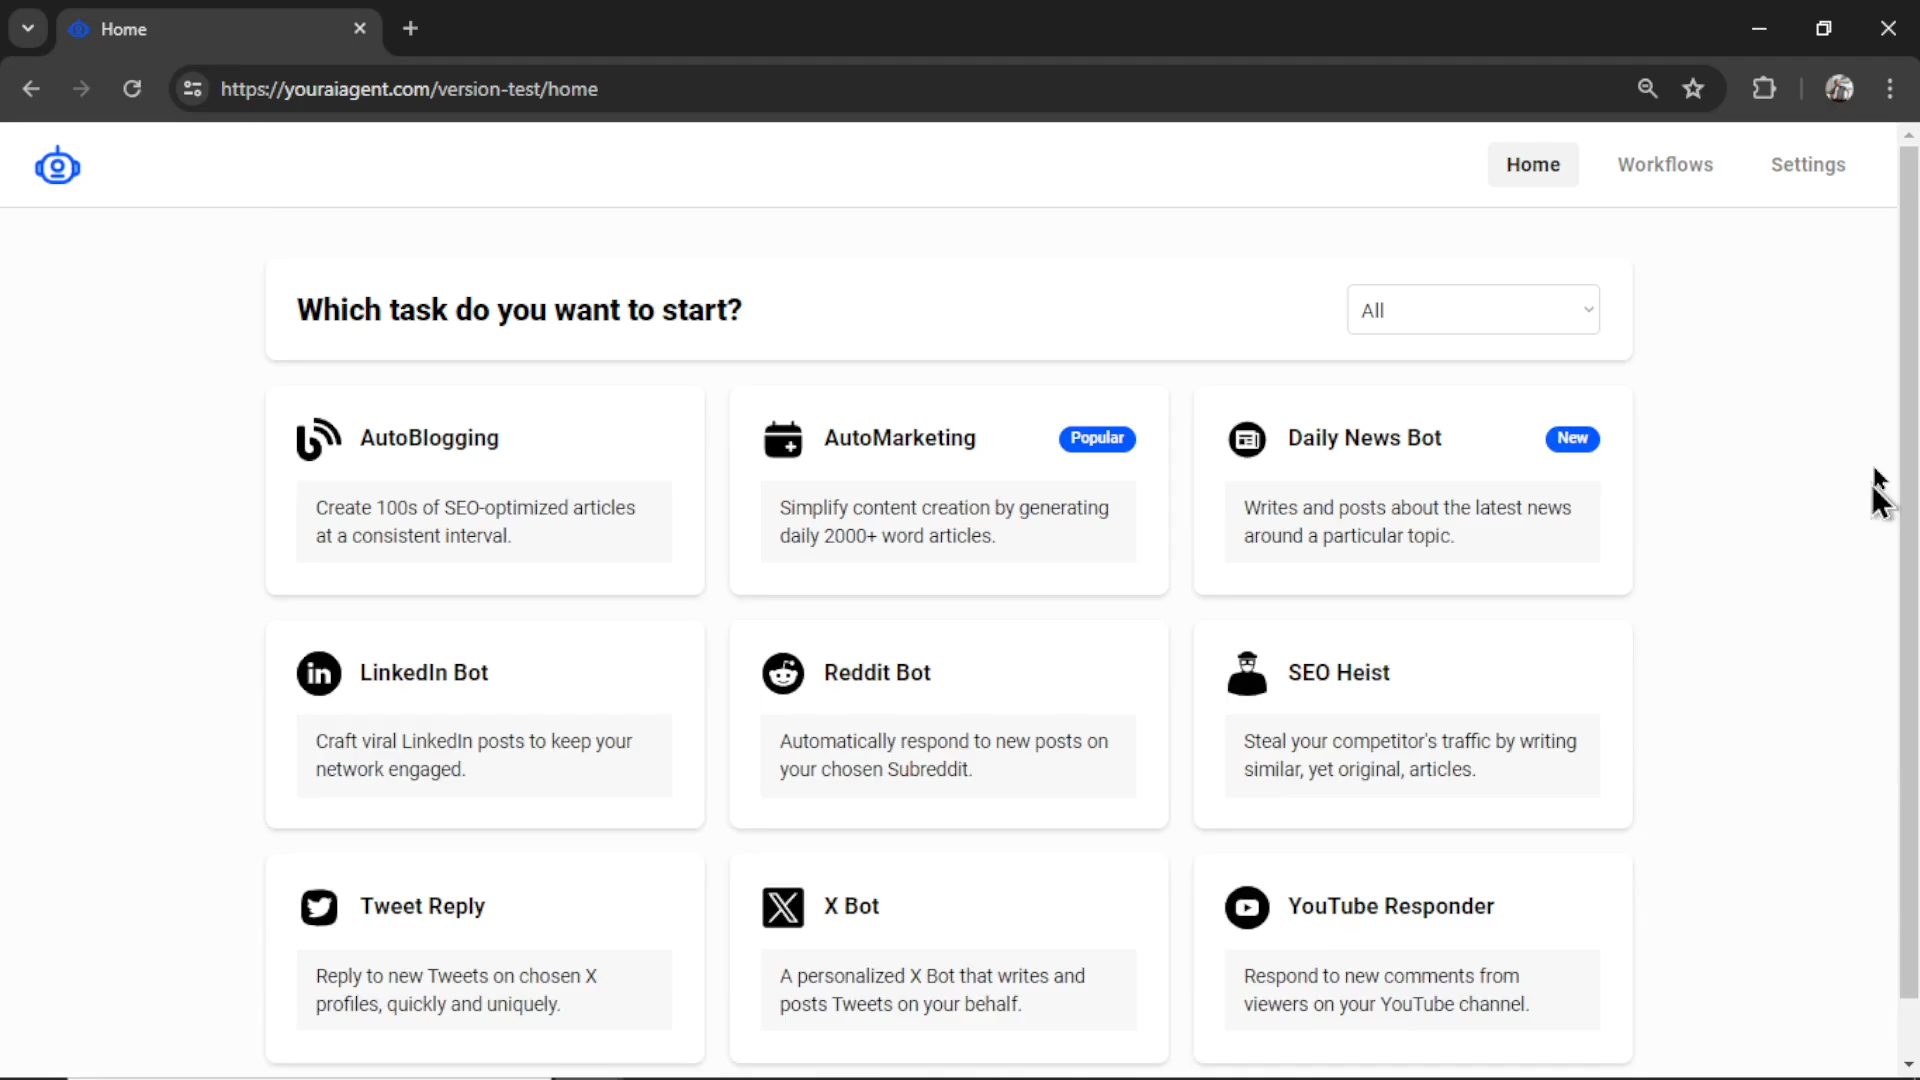 Home
https://youraiagent.com/version-test/home
Home Workflows Settings
Which task do you want to start?
All
AutoBlogging
Create 100s of SEO-optimized articles
at a consistent interval.
AutoMarketing
Popular
Simplify content creation by generating
daily 2000+ word articles.
Daily News Bot
New
Writes and posts about the latest news
around a particular topic.
LinkedIn Bot
Craft viral LinkedIn posts to keep your
network engaged.
Reddit Bot
Automatically respond to new posts on
your chosen Subreddit.
SEO Heist
Steal your competitor's traffic by writing
similar, yet original, articles.
Tweet Reply
Reply to new Tweets on chosen X
profiles, quickly and uniquely.
X Bot
A personalized X Bot that writes and
posts Tweets on your behalf.
YouTube Responder
Respond to new comments from
viewers on your YouTube channel.